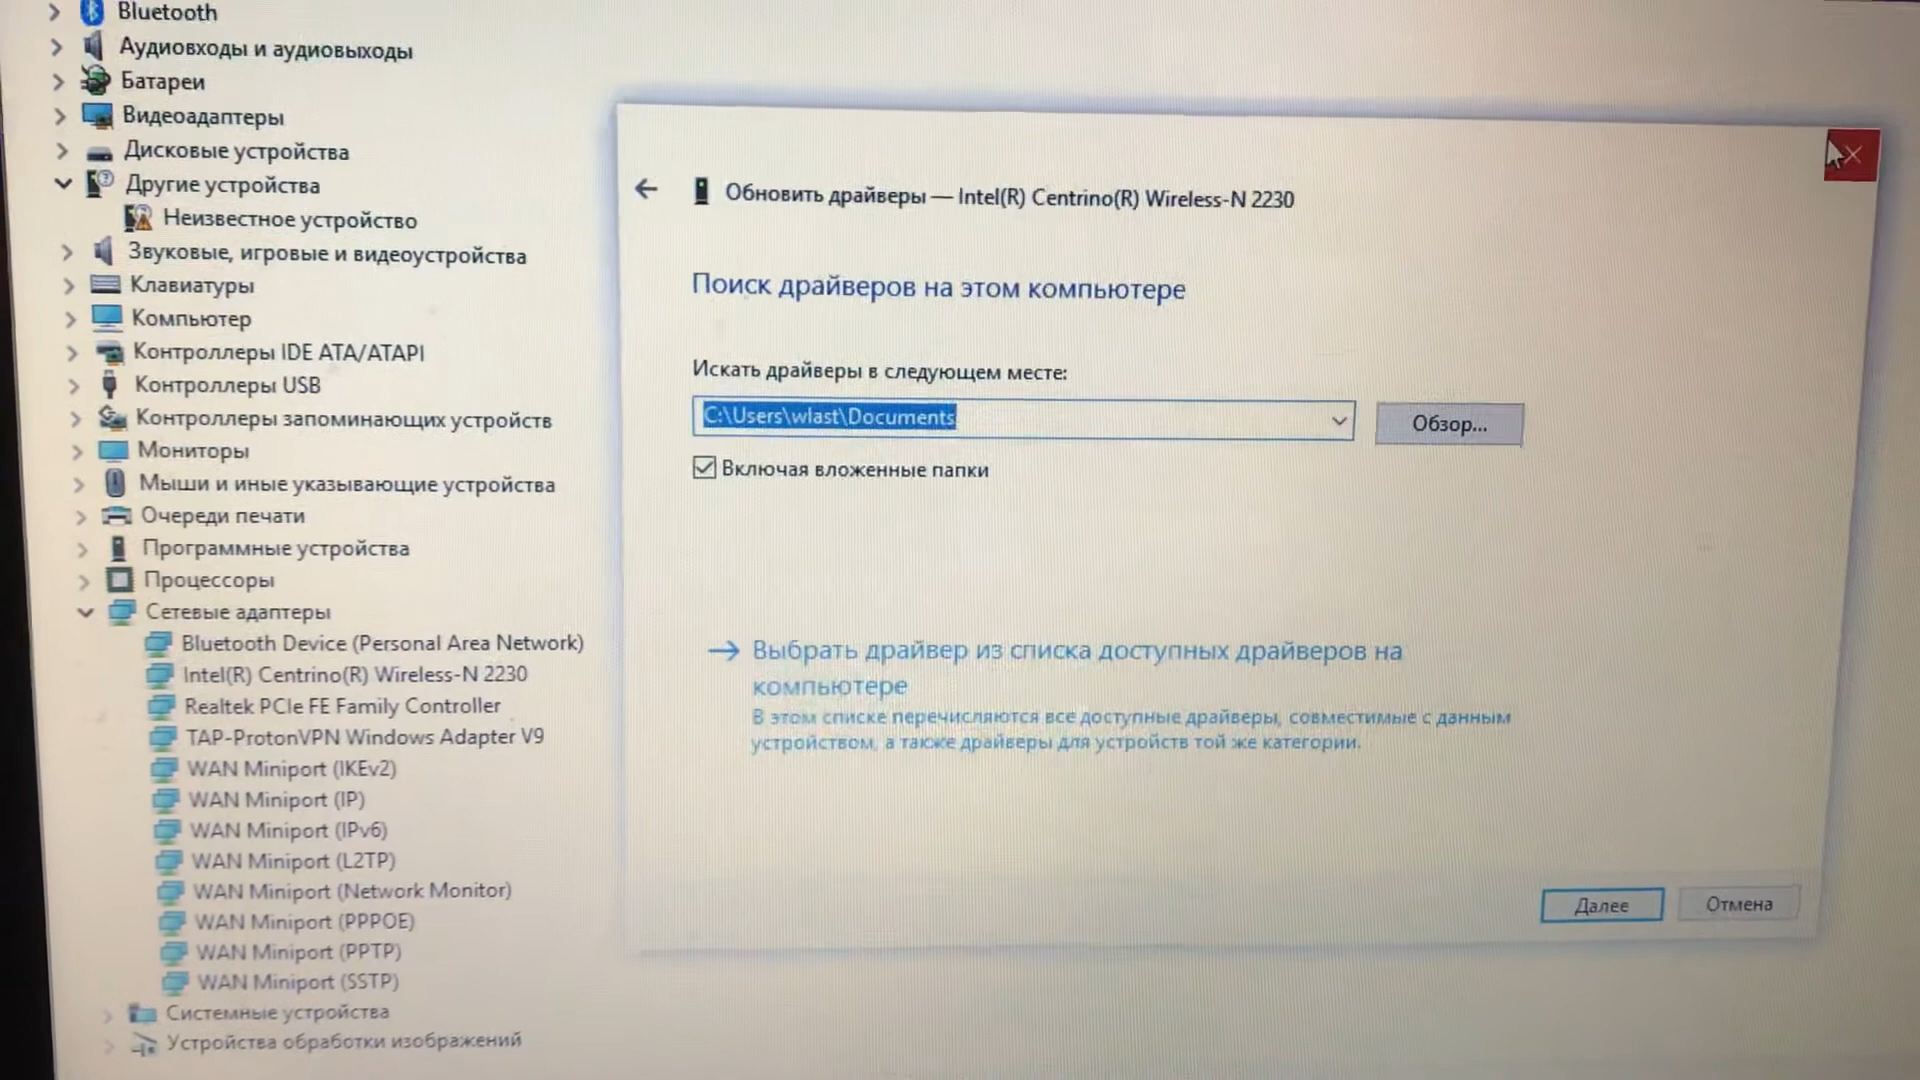 Bluetooth
Аудиовходы и аудиовыходы
Батареи
Видеоадаптеры
Дисковые устройства
Другие устройства
Неизвестное устройство
Звуковые, игровые и видеоустройства
Клавиатуры
Компьютер
Контроллеры IDE ATA/ATAPI
Контроллеры USB
Контроллеры запоминающих устройств
Мониторы
Мыши и иные указывающие устройства
Очереди печати
Программные устройства
Процессоры
Сетевые адаптеры
Bluetooth Device (Personal Area Network)
Intel(R) Centrino(R) Wireless-N 2230
Realtek PCIe FE Family Controller
TAP-ProtonVPN Windows Adapter V9
WAN Miniport (IKEv2)
WAN Miniport (IP)
WAN Miniport (IPv6)
WAN Miniport (L2TP)
WAN Miniport (Network Monitor)
WAN Miniport (PPPOE)
WAN Miniport (PPTP)
WAN Miniport (SSTP)
Системные устройства
Устройства обработки изображений
Обновить драйверы — Intel(R) Centrino(R) Wireless-N 2230
Поиск драйверов на этом компьютере
Искать драйверы в следующем месте:
C:\Users\wlast\Documents
Обзор...
Включая вложенные папки
Выбрать драйвер из списка доступных драйверов на
компьютере
В этом списке перечисляются все доступные драйверы, совместимые с данным
устройством, а также драйверы для устройств той же категории.
Далее
Отмена